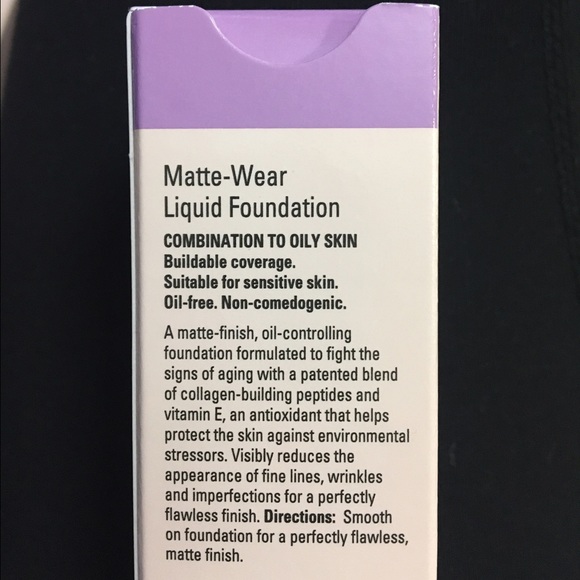 Matte-Wear
Liquid Foundation
COMBINATION TO OILY SKIN
Buildable coverage.
Suitable for sensitive skin.
Oil-free. Non-comedogenic.
A matte-finish, oil-controlling
foundation formulated to fight the
signs of aging with a patented blend
of collagen-building peptides and
vitamin E, an antioxidant that helps
protect the skin against environmental
stressors. Visibly reduces the
appearance of fine lines, wrinkles
and imperfections for a perfectly
flawless finish. Directions: Smooth
on foundation for a perfectly flawless,
matte finish.